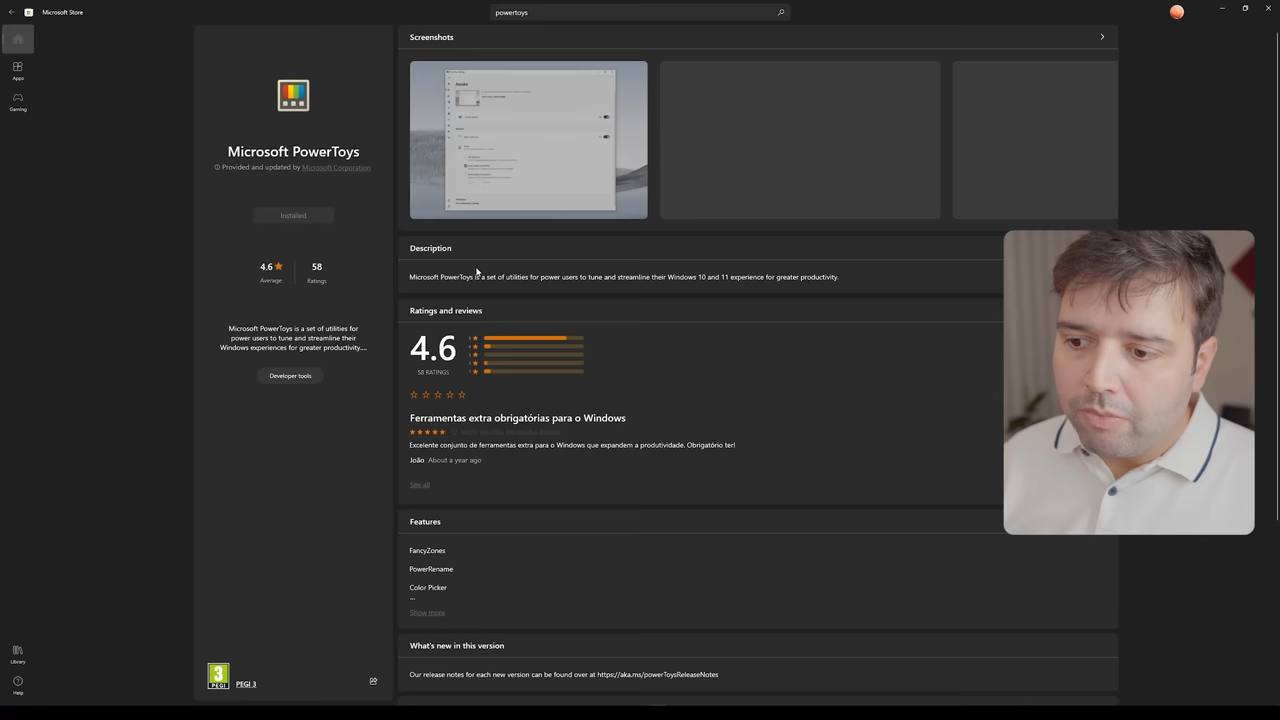 Microsoft Store
powertoys
Apps
Gaming
Library
Help
Microsoft PowerToys
Provided and updated by Microsoft Corporation
Installed
4.6
Average
58
Ratings
Microsoft PowerToys is a set of utilities for
power users to tune and streamline their
Windows experiences for greater productivity....
Developer tools
3
PEGI
PEGI 3
Screenshots
Description
Microsoft PowerToys is a set of utilities for power users to tune and streamline their Windows 10 and 11 experience for greater productivity.
Ratings and reviews
4.6
58 RATINGS
Ferramentas extra obrigatórias para o Windows
Excelente conjunto de ferramentas extra para o Windows que expandem a produtividade. Obrigatório ter!
João About a year ago
See all
Features
FancyZones
PowerRename
Color Picker
...
Show more
What's new in this version
Our release notes for each new version can be found over at https://aka.ms/powerToysReleaseNotes